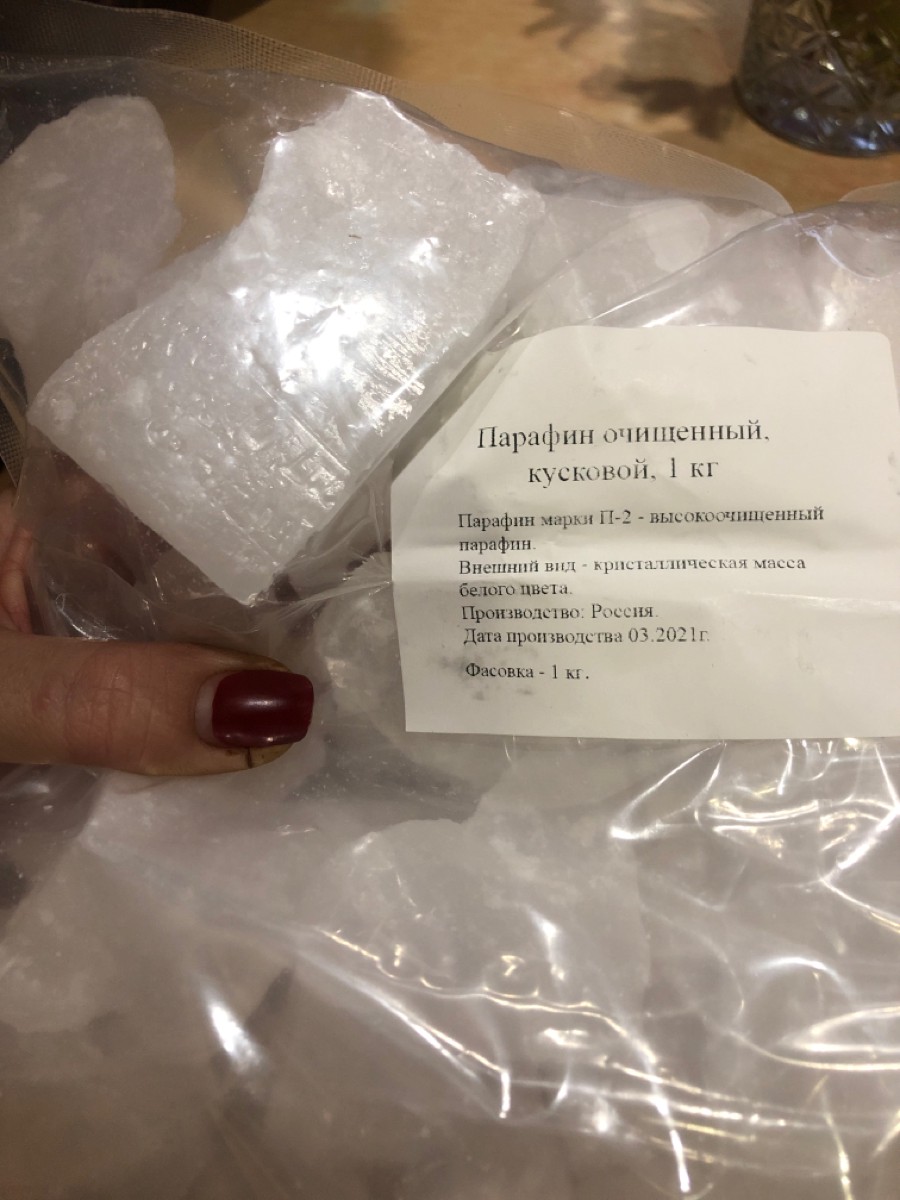 Парафин очищенный,
кусковой, 1 кг
Парафин марки П-2 - высокоочищенный
парафин.
Внешний вид - кристаллическая масса
белого цвета.
Производство: Россия.
Дата производства 03.2021г.
Фасовка - 1 кг.